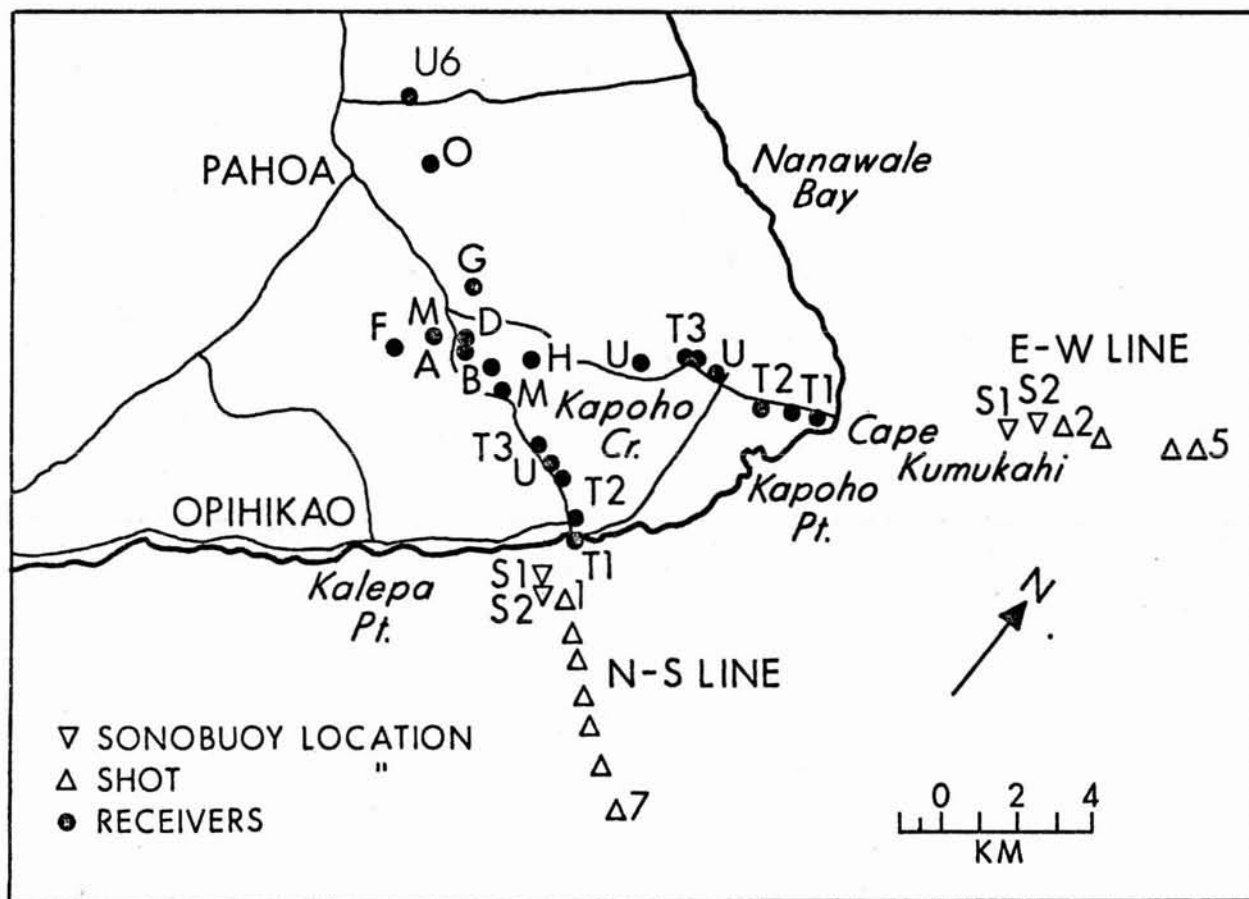 U6
O
PAHOA
Nanawale
Bay
G
F
M
D
A
B
H
M
U
T3
U
T2
T1
E-W LINE
S1
S2
2
5
Kapoho
Cr.
Cape
Kumukahi
T3
U
T2
Kapoho
Pt.
OPIHIKAO
T1
Kalepa
Pt.
S1
S2
1
N
N-S LINE
▽ SONOBUOY LOCATION
△ SHOT "
● RECEIVERS
7
0 2 4
KM